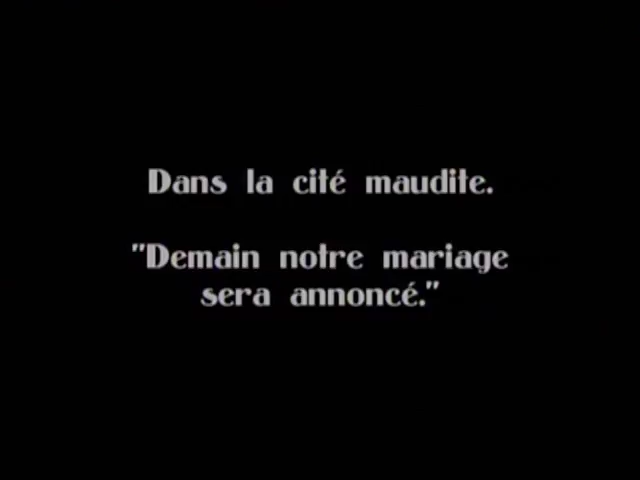 Dans la cité maudite.
"Demain notre mariage
sera annoncé."